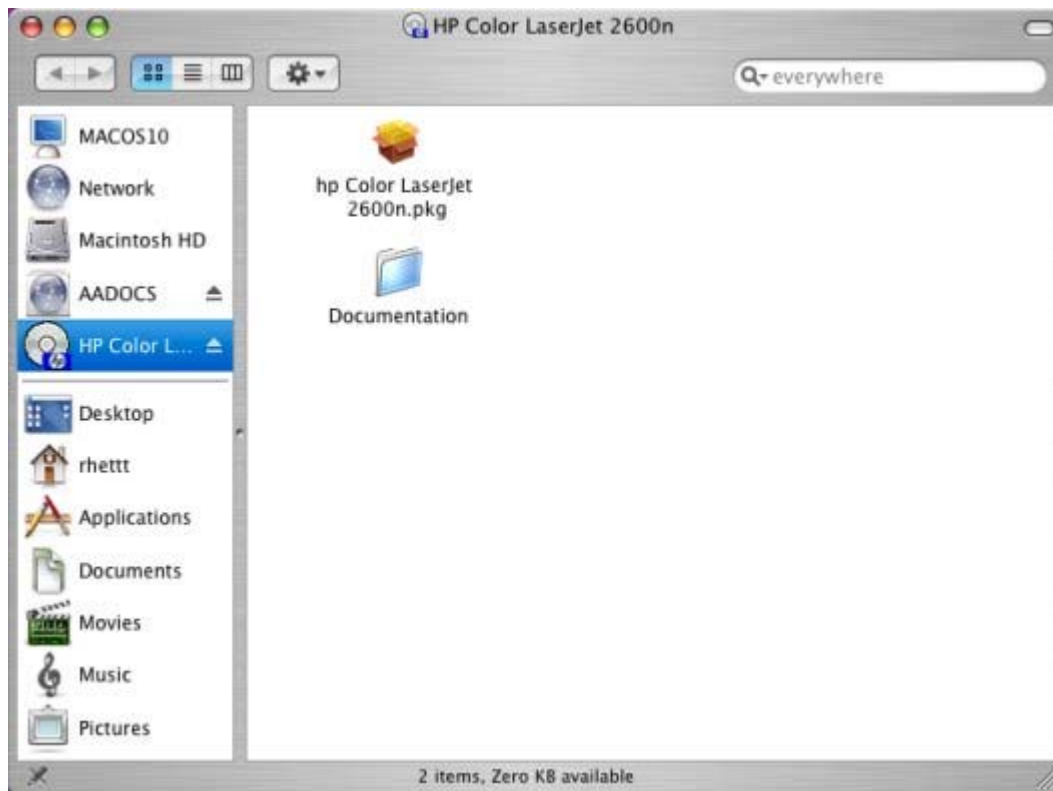 HP Color LaserJet 2600n
everywhere
MACOS10
Network
Macintosh HD
AADOCS
HP Color L...
Desktop
rhettt
Applications
Documents
Movies
Music
Pictures
hp Color LaserJet
2600n.pkg
Documentation
2 items, Zero KB available